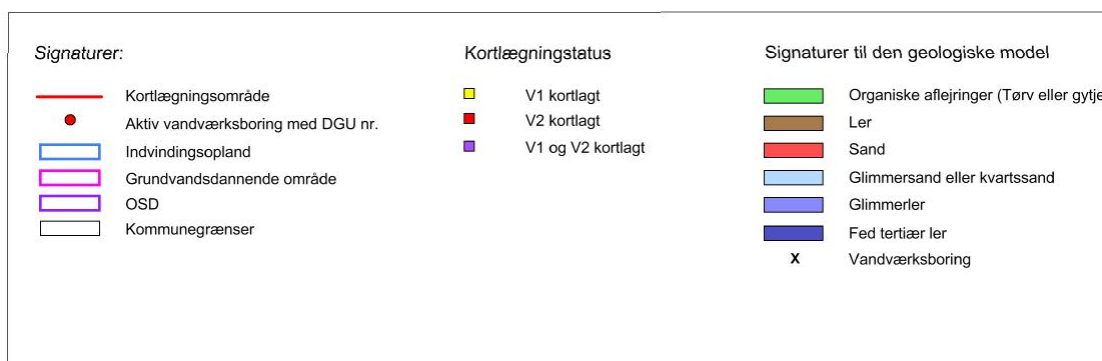 Signaturer:
Kortlægningsområde
Aktiv vandværksboring med DGU nr.
Indvindingsopland
Grundvandsdannende område
OSD
Kommunegrænser
Kortlægningstatus
V1 kortlagt
V2 kortlagt
V1 og V2 kortlagt
Signaturer til den geologiske model
Organiske aflejringer (Tørv eller gytje
Ler
Sand
Glimmersand eller kvartssand
Glimmerler
Fed tertiær ler
X Vandværksboring